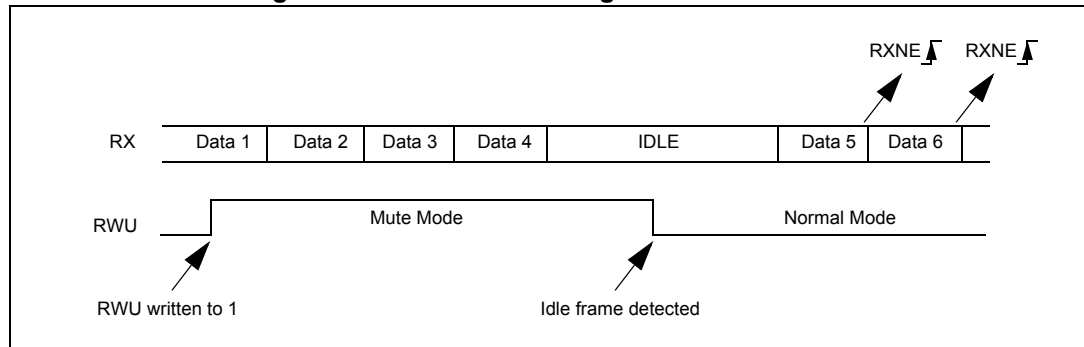 RXNE RXNE
RX Data 1 Data 2 Data 3 Data 4 IDLE Data 5 Data 6
RWU Mute Mode Normal Mode
RWU written to 1 Idle frame detected